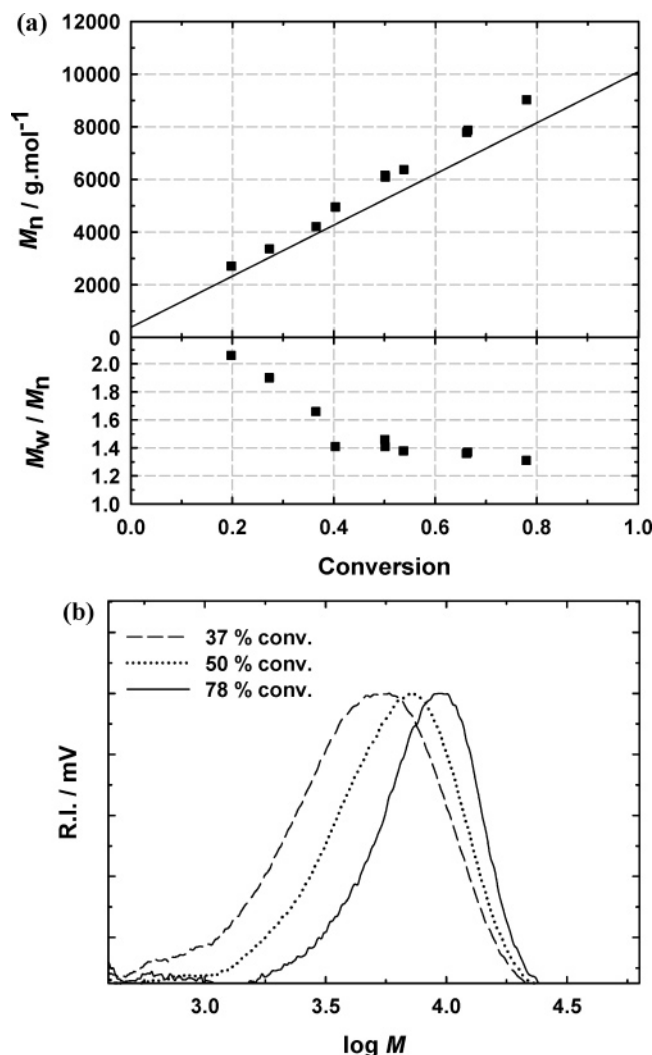 (a)
12000
10000
8000
6000
4000
2000
0
Mn / g.mol-1
2.0
1.8
1.6
1.4
1.2
1.0
Mw / Mn
0.0 0.2 0.4 0.6 0.8 1.0
Conversion
(b)
37 % conv.
50 % conv.
78 % conv.
R.I. / mV
3.0 3.5 4.0 4.5
log M